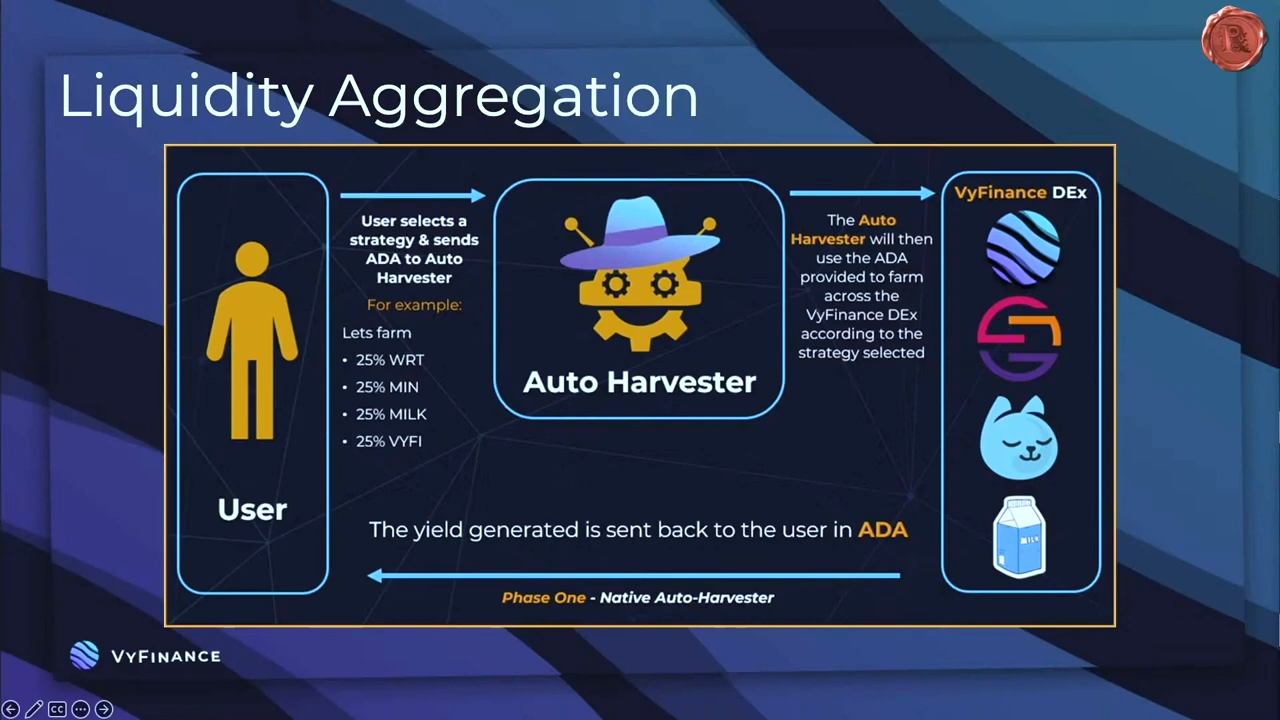 Liquidity Aggregation
User selects a
strategy & sends
ADA to Auto
Harvester
For example:
Lets farm
• 25% WRT
• 25% MIN
• 25% MILK
• 25% VYFI
User
Auto Harvester
The Auto
Harvester will then
use the ADA
provided to farm
across the
VyFinance DEx
according to the
strategy selected
VyFinance DEx
MILK
The yield generated is sent back to the user in ADA
Phase One - Native Auto-Harvester
VYFINANCE
CC